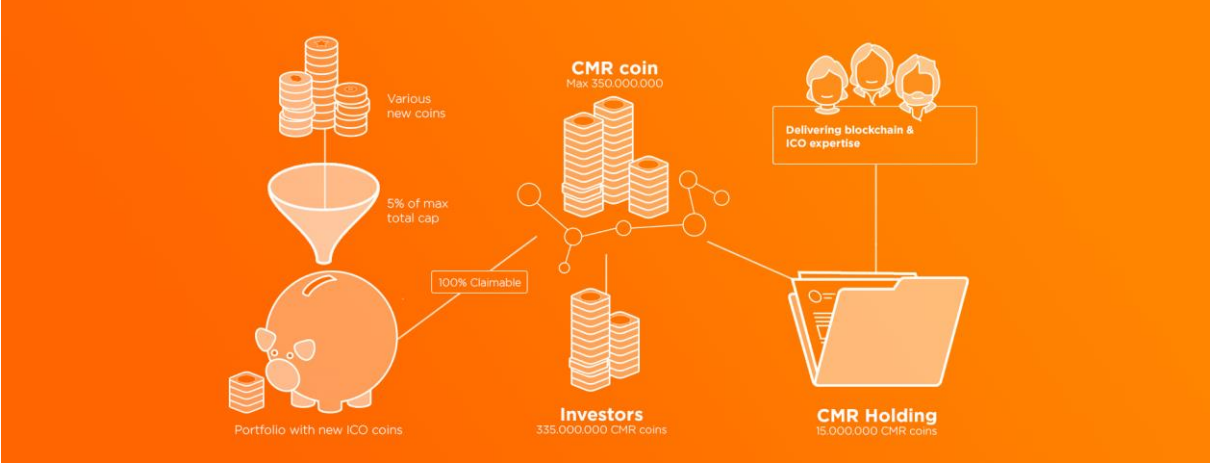 Various
new coins
5% of max
total cap
100% Claimable
Portfolio with new ICO coins
CMR coin
Max 350.000.000
Investors
335.000.000 CMR coins
Delivering blockchain &
ICO expertise
CMR Holding
15.000.000 CMR coins